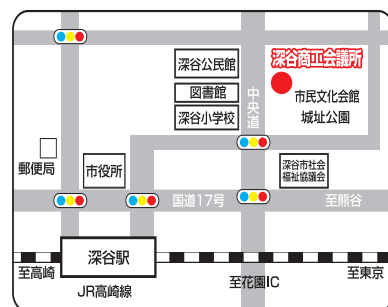 深谷公民館
図書館
深谷小学校
中央道
深谷商工会議所
市民文化会館
城址公園
郵便局
市役所
深谷市社会
福祉協議会
国道17号
至熊谷
深谷駅
至高崎
JR高崎線
至花園IC
至東京